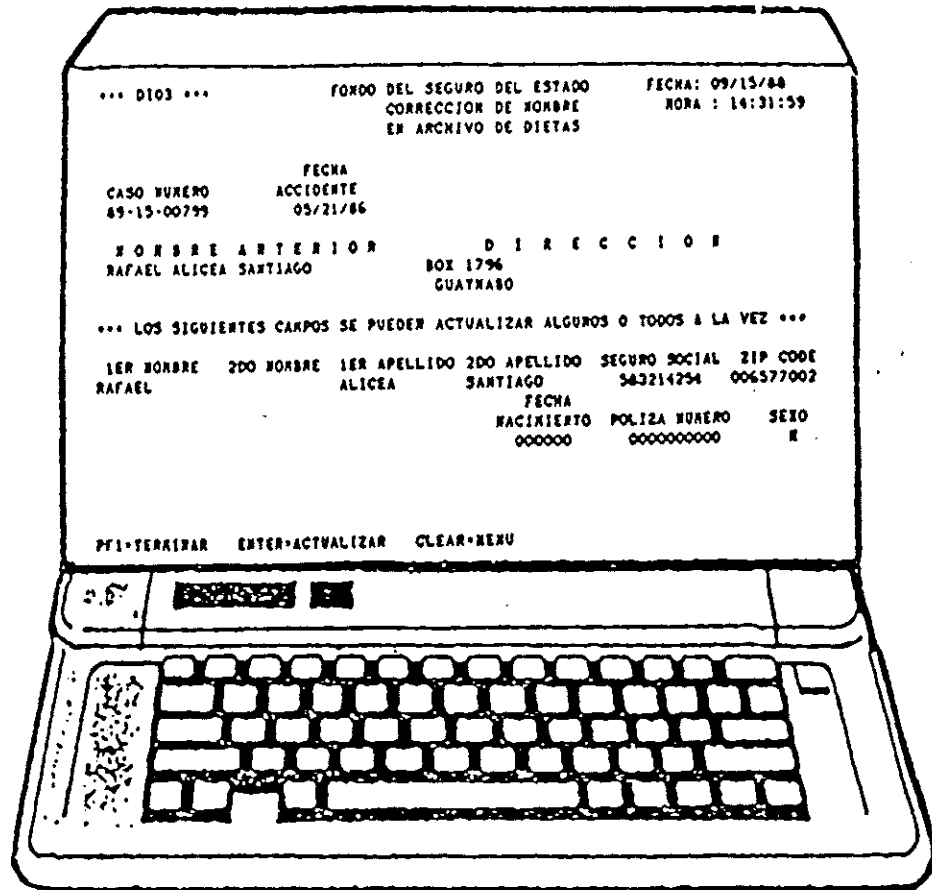 *** DI03 *** FONDO DEL SEGURO DEL ESTADO FECHA: 09/15/88
CORRECCION DE NOMBRE HORA : 14:31:59
EN ARCHIVO DE DIETAS
FECHA
CASO NUMERO ACCIDENTE
89-15-00799 05/21/86
N O M B R E A N T E R I O R D I R E C C I O N
RAFAEL ALICEA SANTIAGO BOX 1796
GUAYNABO
*** LOS SIGUIENTES CAMPOS SE PUEDEN ACTUALIZAR ALGUNOS O TODOS A LA VEZ ***
1ER NOMBRE 2DO NOMBRE 1ER APELLIDO 2DO APELLIDO SEGURO SOCIAL ZIP CODE
RAFAEL ALICEA SANTIAGO 583214254 006577002
FECHA
NACIMIENTO POLIZA NUMERO SEXO
000000 0000000000 M
PF1=TERMINAR ENTER=ACTUALIZAR CLEAR=MENU